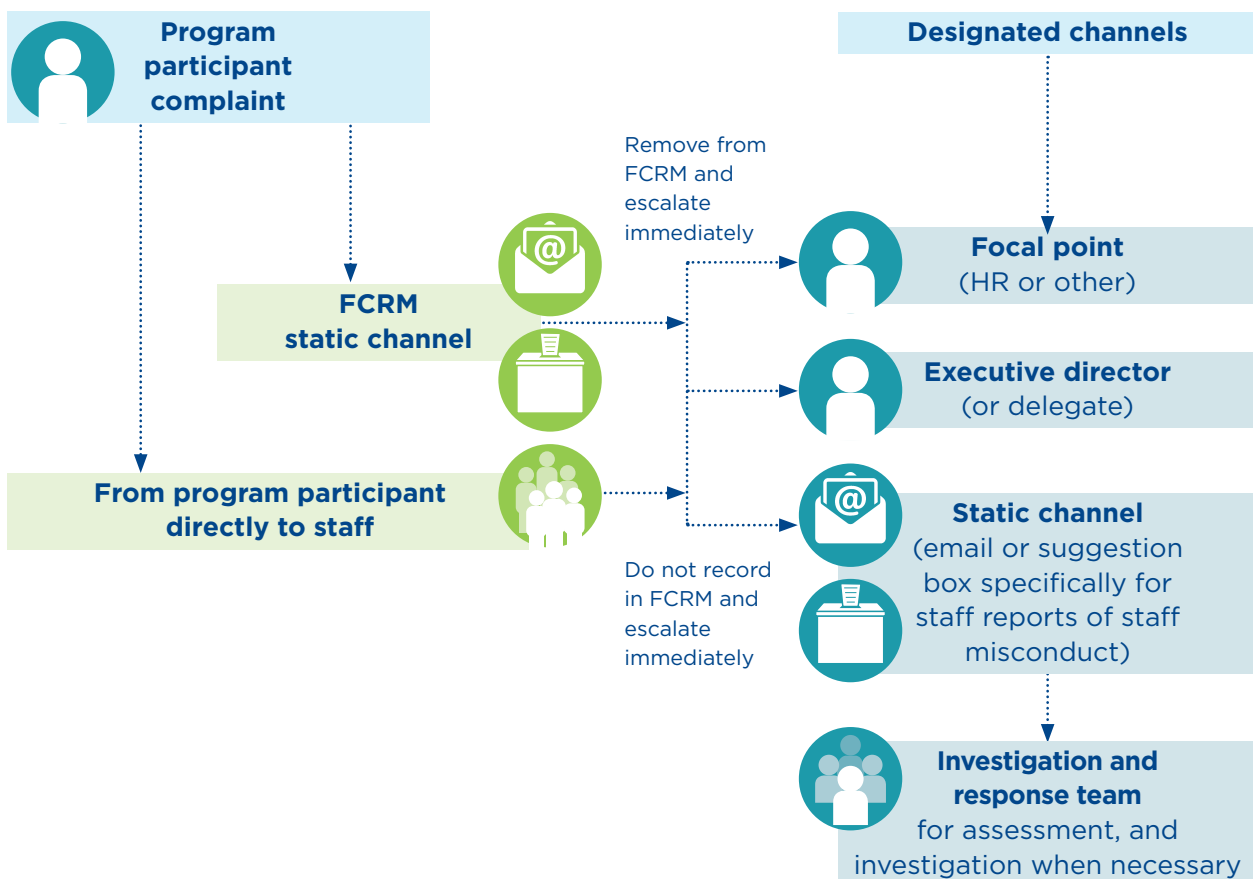 Program
participant
complaint
Designated channels
Remove from
FCRM and
escalate
immediately
@
FCRM
static channel
Focal point
(HR or other)
Executive director
(or delegate)
From program participant
directly to staff
Do not record
in FCRM and
escalate
immediately
@
Static channel
(email or suggestion
box specifically for
staff reports of staff
misconduct)
Investigation and
response team
for assessment, and
investigation when necessary